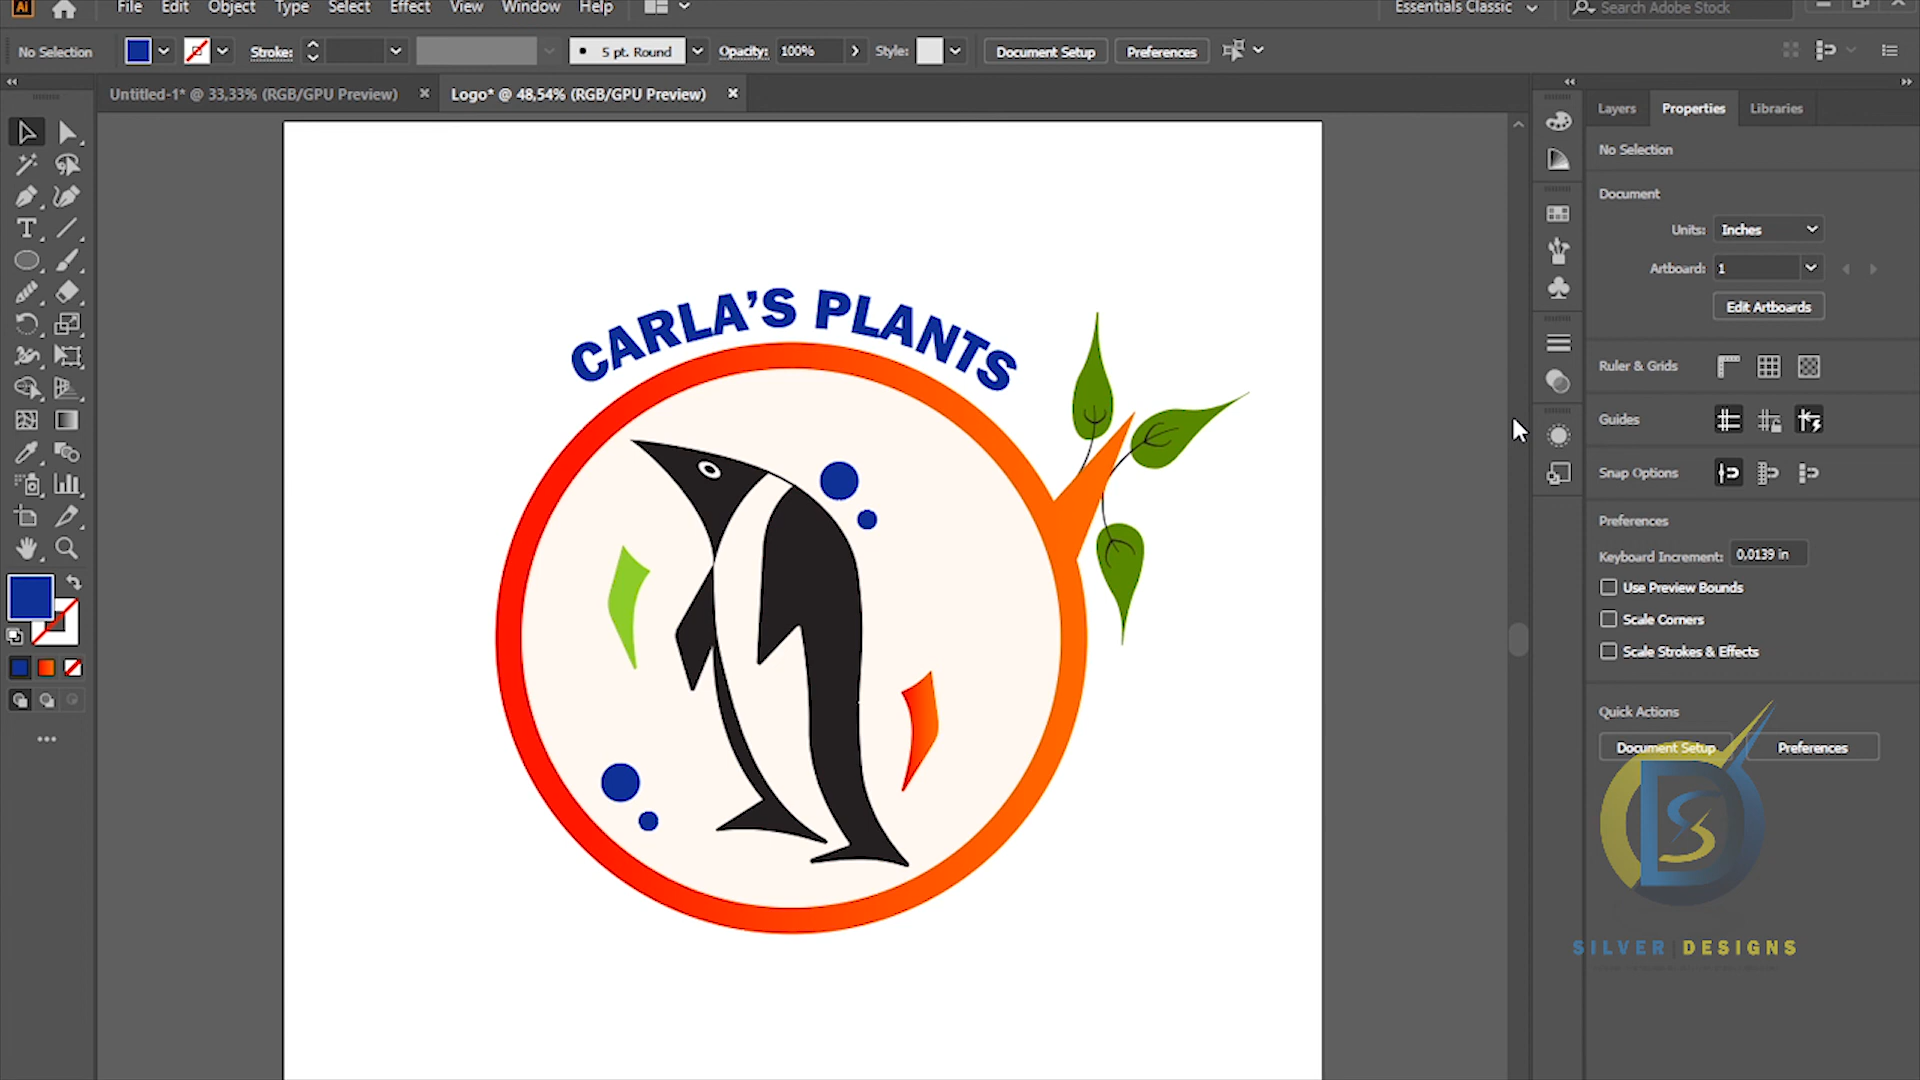 Ai File Edit Object Type Select Effect View Window Help Essentials Classic Search Adobe Stock
No Selection Stroke: 5 pt. Round Opacity: 100% Style: Document Setup Preferences
Untitled-1* @ 33,33% (RGB/GPU Preview) Logo* @ 48,54% (RGB/GPU Preview)
Layers Properties Libraries
No Selection
Document
Units: Inches
Artboard: 1
Edit Artboards
Ruler & Grids
Guides
Snap Options
Preferences
Keyboard Increment: 0,0139 in
Use Preview Bounds
Scale Corners
Scale Strokes & Effects
Quick Actions
Document Setup Preferences
CARLA'S PLANTS
DS
SILVER DESIGNS